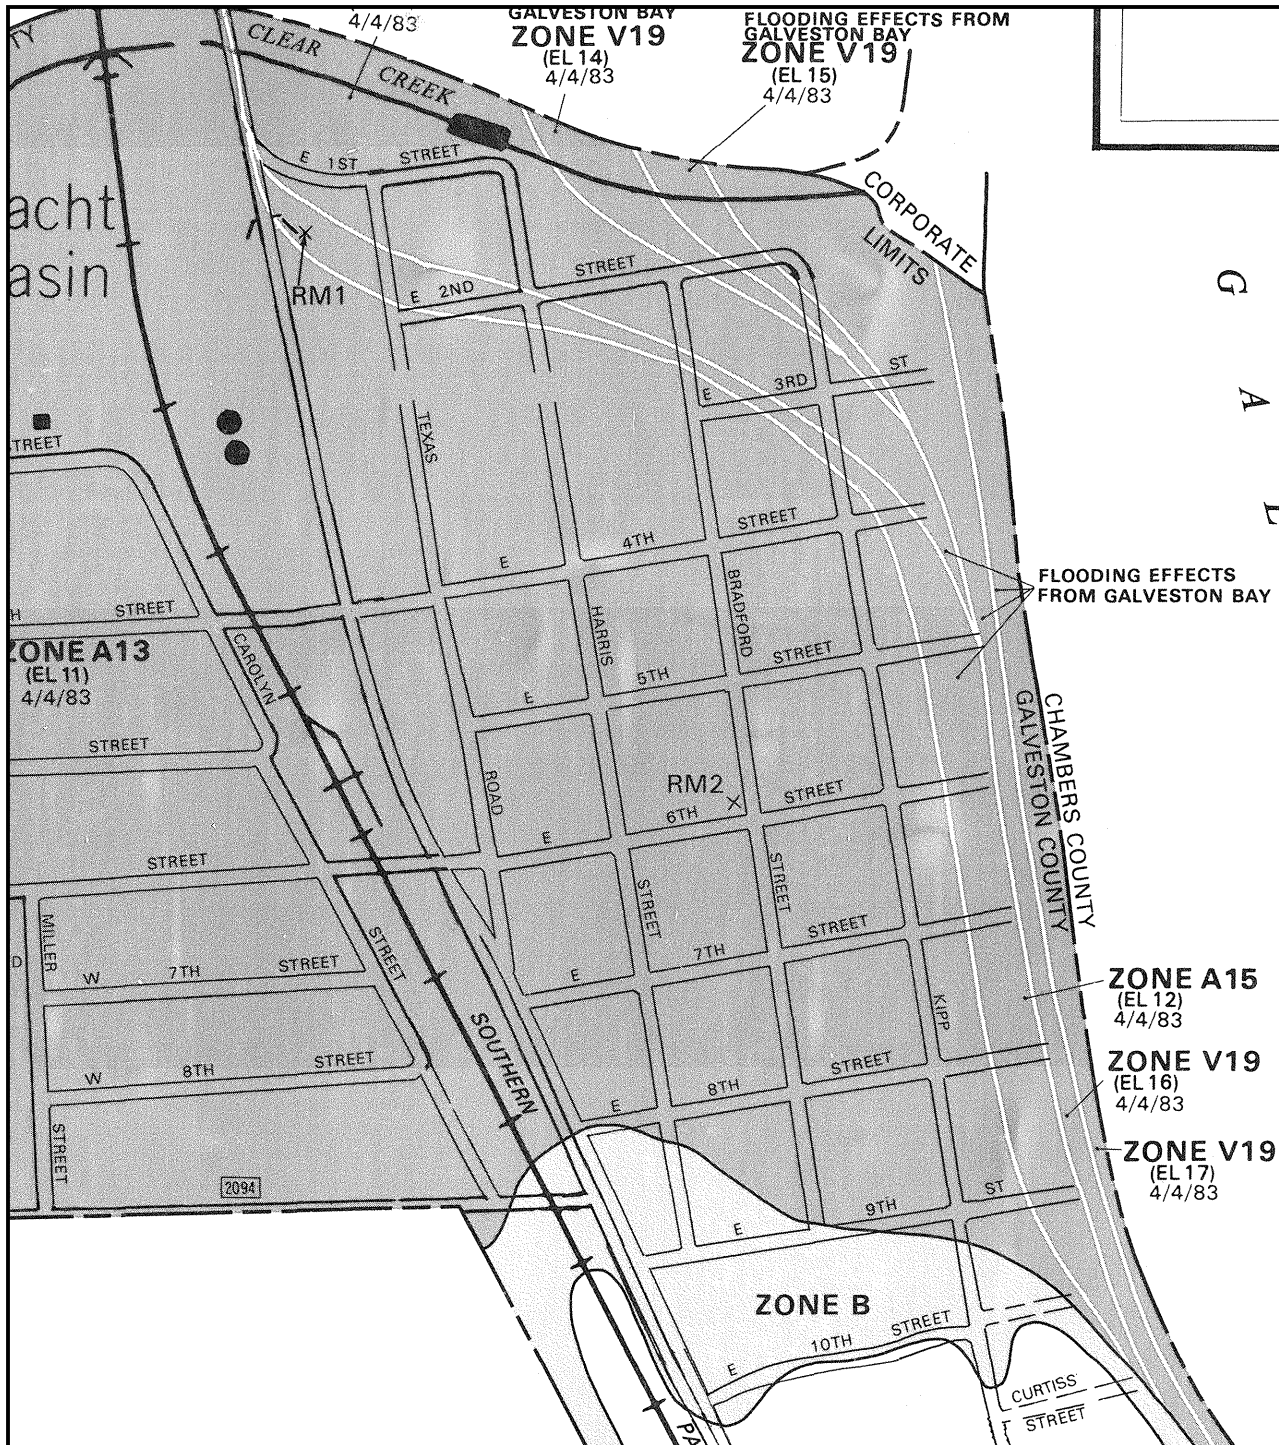 TY
4/4/83
GALVESTON BAY
ZONE V19
(EL 14)
4/4/83
FLOODING EFFECTS FROM
GALVESTON BAY
ZONE V19
(EL 15)
4/4/83
CLEAR
CREEK
E 1ST STREET
CORPORATE
LIMITS
acht
asin
RM1
E 2ND STREET
G
A
L
E 3RD ST
TEXAS
TREET
E 4TH STREET
FLOODING EFFECTS
FROM GALVESTON BAY
H STREET
HARRIS
BRADFORD
ZONE A13
(EL 11)
4/4/83
CAROLYN
E 5TH STREET
CHAMBERS COUNTY
GALVESTON COUNTY
STREET
ROAD
RM2
E 6TH STREET
STREET
STREET
STREET
MILLER
D
STREET
E 7TH STREET
W 7TH STREET
KIPP
ZONE A15
(EL 12)
4/4/83
SOUTHERN
W 8TH STREET
E 8TH STREET
ZONE V19
(EL 16)
4/4/83
STREET
ZONE V19
(EL 17)
4/4/83
2094
E 9TH ST
ZONE B
E 10TH STREET
CURTISS
STREET
PA